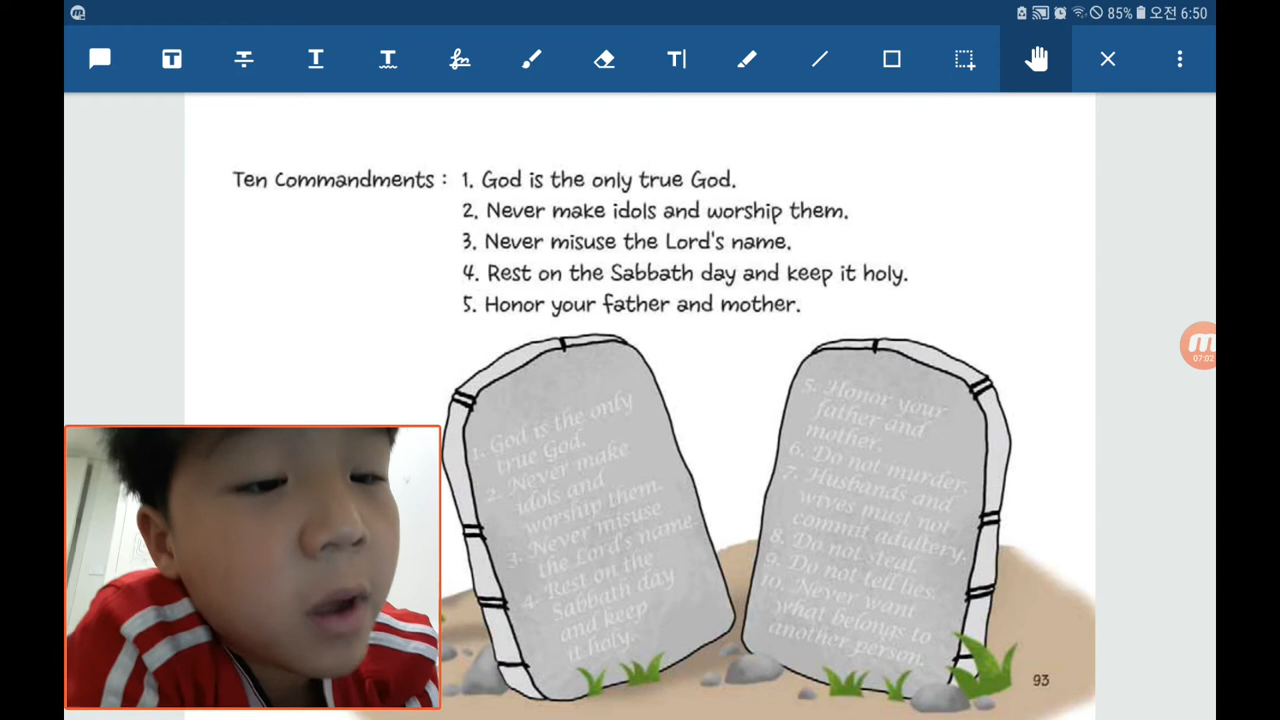 85% 오전 6:50
Ten Commandments : 1. God is the only true God.
2. Never make idols and worship them.
3. Never misuse the Lord's name.
4. Rest on the Sabbath day and keep it holy.
5. Honor your father and mother.
1. God is the only
true God.
2. Never make
idols and
worship them.
3. Never misuse
the Lord's name.
4. Rest on the
Sabbath day
and keep
it holy.
5. Honor your
father and
mother.
6. Do not murder.
7. Husbands and
wives must not
commit adultery.
8. Do not steal.
9. Do not tell lies.
10. Never want
what belongs to
another person.
07:02
93